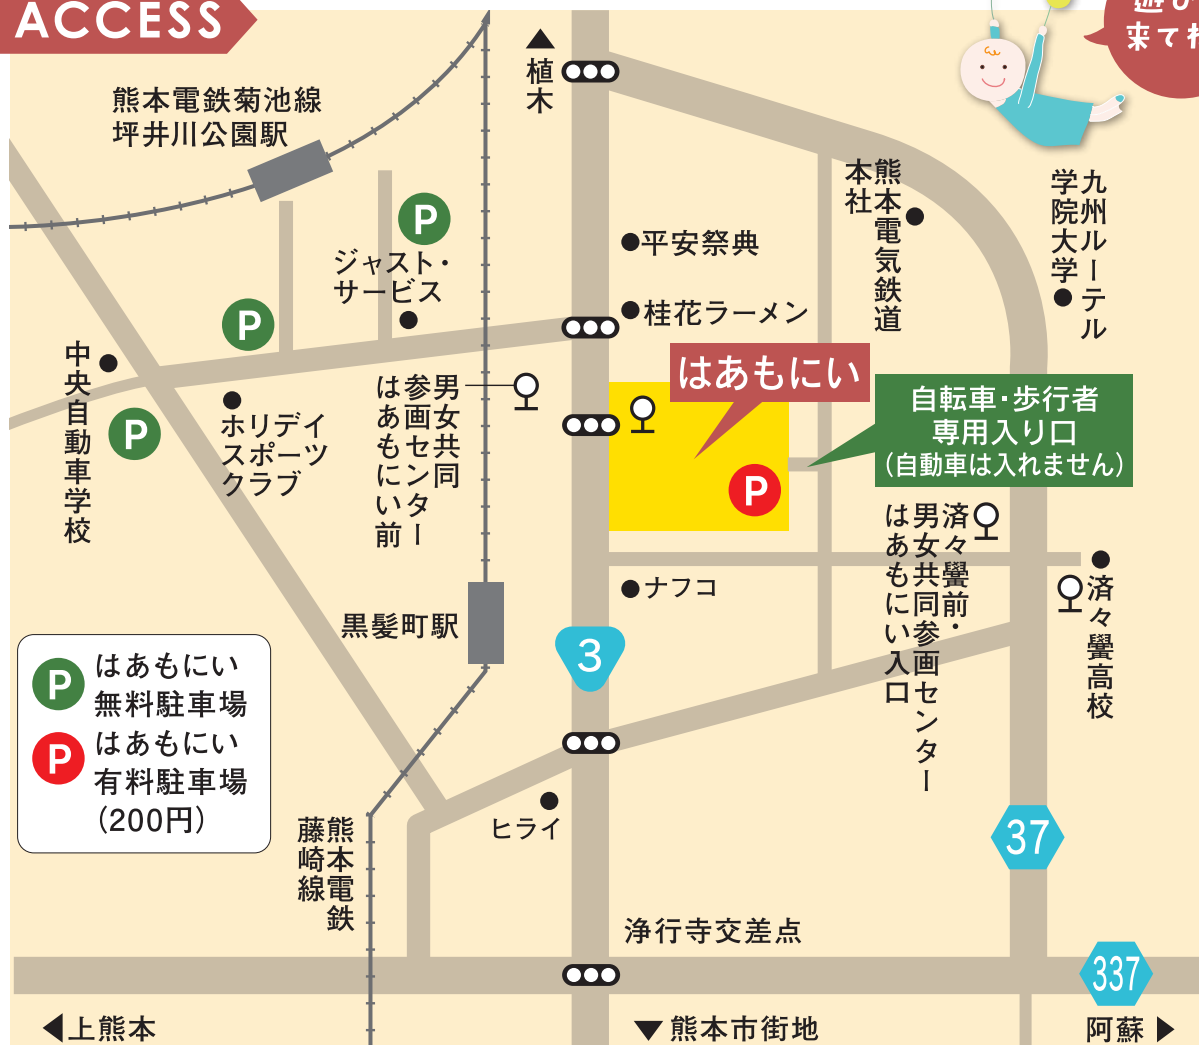 ACCESS
遊び
来てね
植木
熊本電鉄菊池線
坪井川公園駅
P
ジャスト・
サービス
平安祭典
桂花ラーメン
熊本電気鉄道
本社
九州ルーテル
学院大学
P
中央自動車学校
P
ホリデイ
スポーツ
クラブ
男女共同
参画センター
はあもにい前
はあもにい
P
自転車・歩行者
専用入り口
(自動車は入れません)
済々黌前・
男女共同参画センター
はあもにい入口
済々黌高校
ナフコ
黒髪町駅
3
P
はあもにい
無料駐車場
P
はあもにい
有料駐車場
(200円)
ヒライ
熊本電鉄
藤崎線
37
浄行寺交差点
337
上熊本
熊本市街地
阿蘇